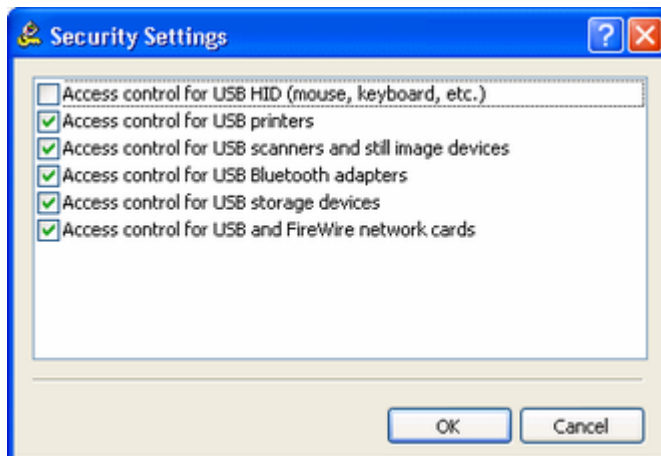 Security Settings
Access control for USB HID (mouse, keyboard, etc.)
Access control for USB printers
Access control for USB scanners and still image devices
Access control for USB Bluetooth adapters
Access control for USB storage devices
Access control for USB and FireWire network cards
OK
Cancel